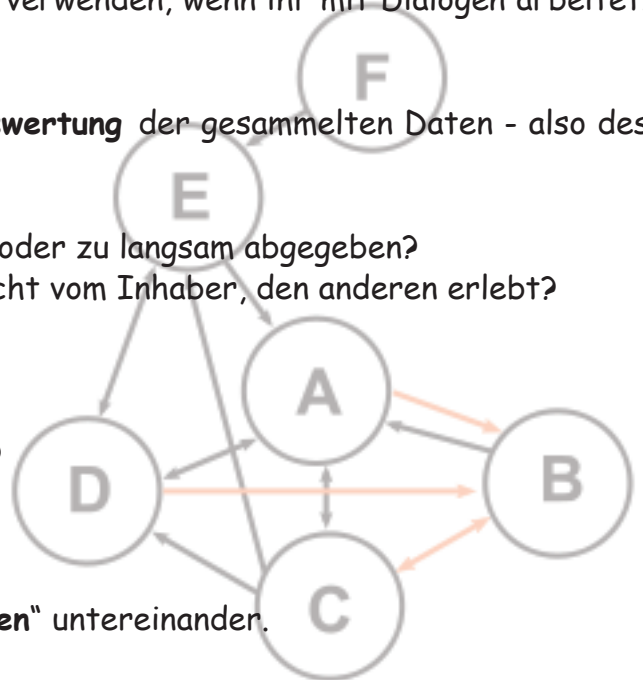 verwenden, wenn ihr mit Dialogen arbeitet
F
wertung der gesammelten Daten - also des
E
oder zu langsam abgegeben?
cht vom Inhaber, den anderen erlebt?
A
B
D
en“ untereinander.
C